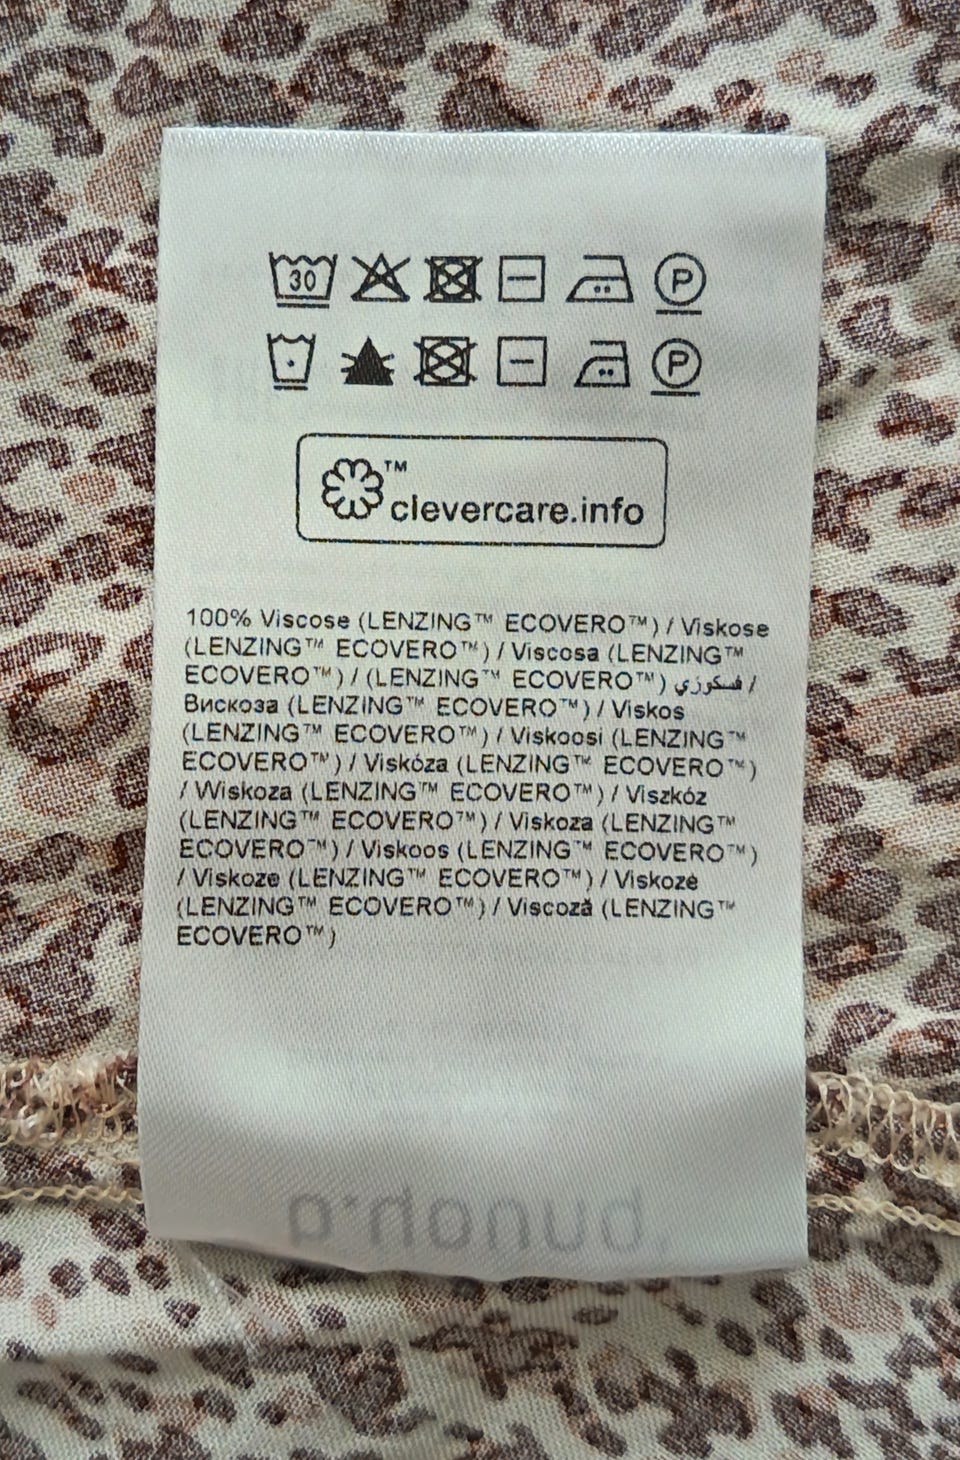 30 P
P
™
clevercare.info
100% Viscose (LENZING™ ECOVERO™) / Viskose
(LENZING™ ECOVERO™) / Viscosa (LENZING™
ECOVERO™) / (LENZING™ ECOVERO™) فسكوزي /
Вискоза (LENZING™ ECOVERO™) / Viskos
(LENZING™ ECOVERO™) / Viskoosi (LENZING™
ECOVERO™) / Viskóza (LENZING™ ECOVERO™)
/ Wiskoza (LENZING™ ECOVERO™) / Viszkóz
(LENZING™ ECOVERO™) / Viskoza (LENZING™
ECOVERO™) / Viskoos (LENZING™ ECOVERO™)
/ Viskoze (LENZING™ ECOVERO™) / Viskozė
(LENZING™ ECOVERO™) / Viscoză (LENZING™
ECOVERO™)